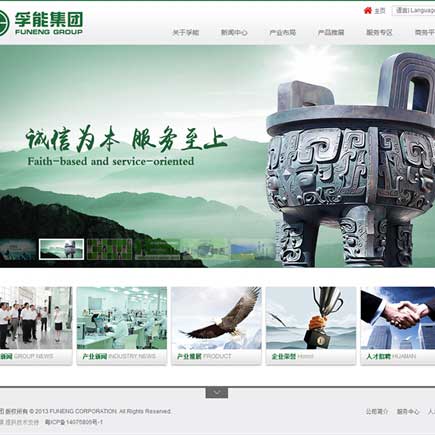 孚能集团
FUNENG GROUP
主页 语言| Languag
关于孚能 新闻中心 产业布局 产品推展 服务专区 商务平
诚信为本 服务至上
Faith-based and service-oriented
新闻 GROUP NEWS
产业新闻 INDUSTRY NEWS
产业推展 PRODUCT
企业荣誉 Honor
人才招聘 HUAMAN
团 版权所有 © 2013 FUNENG CORPORATION. All Rights Reserved.
提供技术支持 粤ICP备14075805号-1
公司简介 服务中心 人